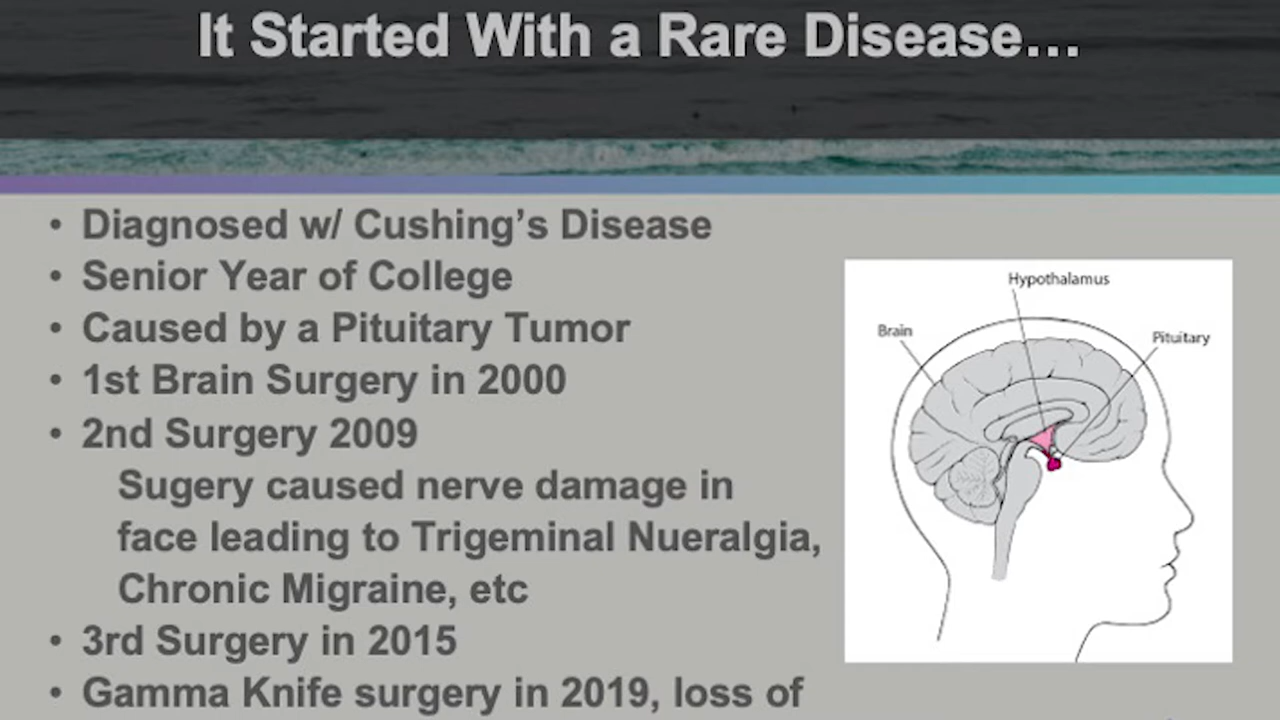 It Started With a Rare Disease...
• Diagnosed w/ Cushing's Disease
• Senior Year of College
• Caused by a Pituitary Tumor
• 1st Brain Surgery in 2000
• 2nd Surgery 2009
Sugery caused nerve damage in
face leading to Trigeminal Nueralgia,
Chronic Migraine, etc
• 3rd Surgery in 2015
• Gamma Knife surgery in 2019, loss of
Hypothalamus
Brain
Pituitary